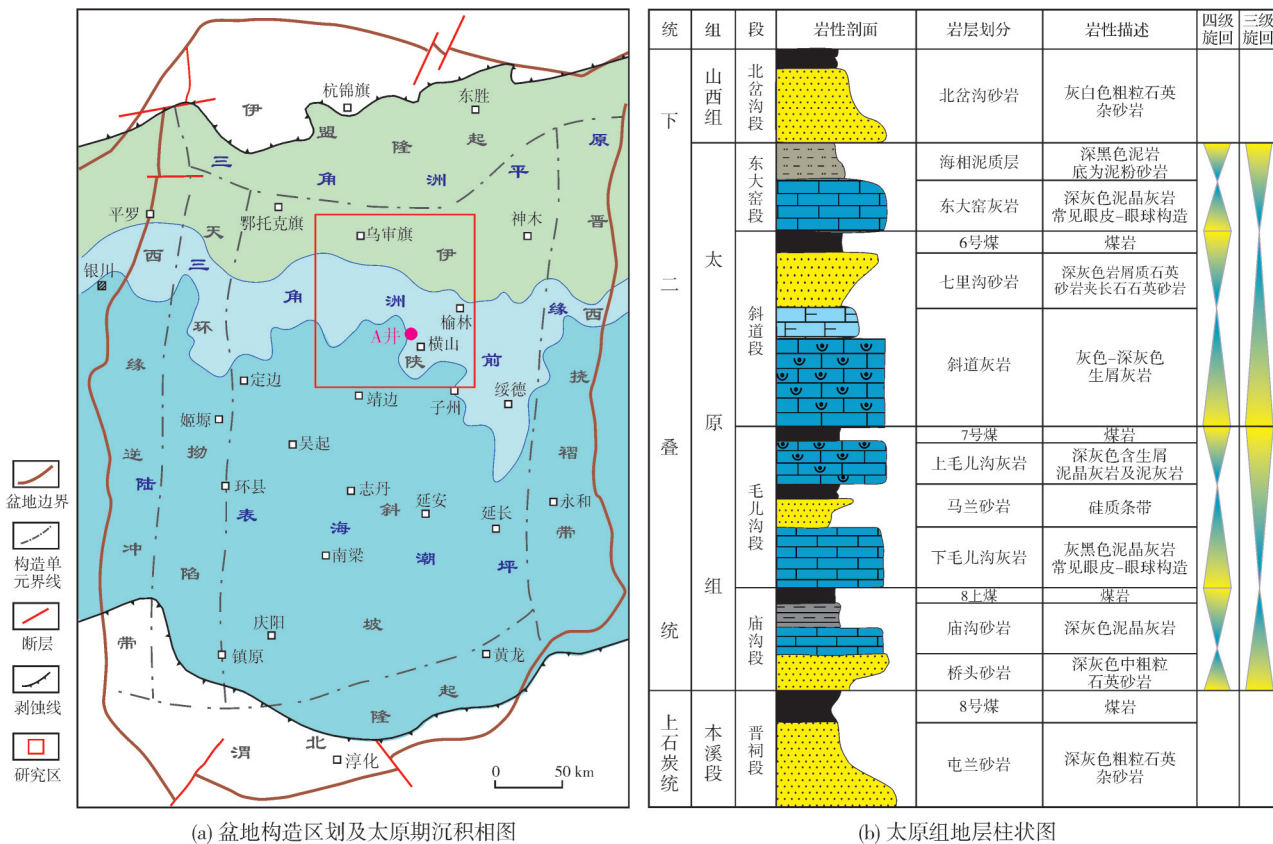 伊
盟
隆
起
杭锦旗
东胜
三
角
洲
平
原
平罗
鄂托克旗
乌审旗
神木
晋
西
天
伊
银川
三
角
洲
前
缘
榆林
西
环
A井
横山
陕
定边
靖边
子州
绥德
挠
缘
姬塬
吴起
褶
逆
陆
拗
环县
志丹
斜
延安
延长
永和
带
表
海
潮
坪
冲
陷
南梁
庆阳
坡
带
镇原
黄龙
起
隆
北
渭
淳化
0 50 km
盆地边界
构造单
元界线
断层
剥蚀线
研究区
(a) 盆地构造区划及太原期沉积相图
统 组 段 岩性剖面 岩层划分 岩性描述 四级旋回 三级旋回
下二叠统
山西组
北岔沟段
北岔沟砂岩
灰白色粗粒石英
杂砂岩
太原组
东大窑段
海相泥质层
深黑色泥岩
底为泥粉砂岩
东大窑灰岩
深灰色泥晶灰岩
常见眼皮-眼球构造
斜道段
6号煤
煤岩
七里沟砂岩
深灰色岩屑质石英
砂岩夹长石石英砂岩
斜道灰岩
灰色-深灰色
生屑灰岩
毛儿沟段
7号煤
煤岩
上毛儿沟灰岩
深灰色含生屑
泥晶灰岩及泥灰岩
马兰砂岩
硅质条带
下毛儿沟灰岩
灰黑色泥晶灰岩
常见眼皮-眼球构造
庙沟段
8上煤
煤岩
庙沟砂岩
深灰色泥晶灰岩
桥头砂岩
深灰色中粗粒
石英砂岩
上石炭统
本溪段
晋祠段
8号煤
煤岩
屯兰砂岩
深灰色粗粒石英
杂砂岩
(b) 太原组地层柱状图